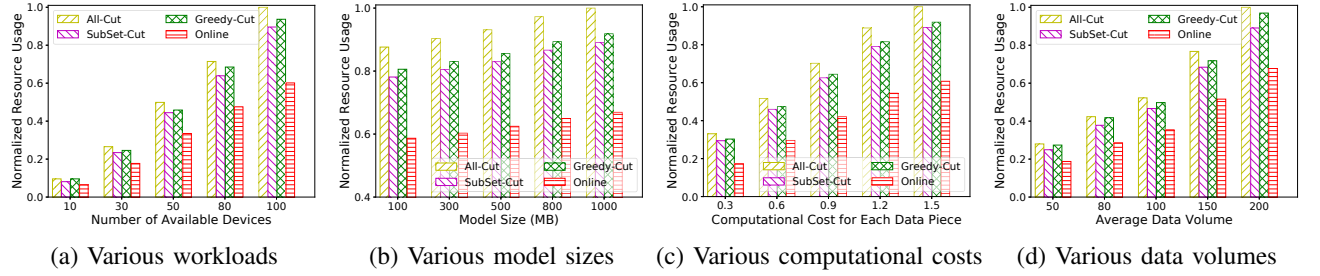 Normalized Resource Usage
1.0
0.8
0.6
0.4
0.2
0.0
All-Cut
SubSet-Cut
Greedy-Cut
Online
10 30 50 80 100
Number of Available Devices
(a) Various workloads
Normalized Resource Usage
1.0
0.8
0.6
0.4
All-Cut
SubSet-Cut
Greedy-Cut
Online
100 300 500 800 1000
Model Size (MB)
(b) Various model sizes
Normalized Resource Usage
1.0
0.8
0.6
0.4
0.2
0.0
All-Cut
SubSet-Cut
Greedy-Cut
Online
0.3 0.6 0.9 1.2 1.5
Computational Cost for Each Data Piece
(c) Various computational costs
Normalized Resource Usage
1.0
0.8
0.6
0.4
0.2
0.0
All-Cut
SubSet-Cut
Greedy-Cut
Online
50 80 100 150 200
Average Data Volume
(d) Various data volumes